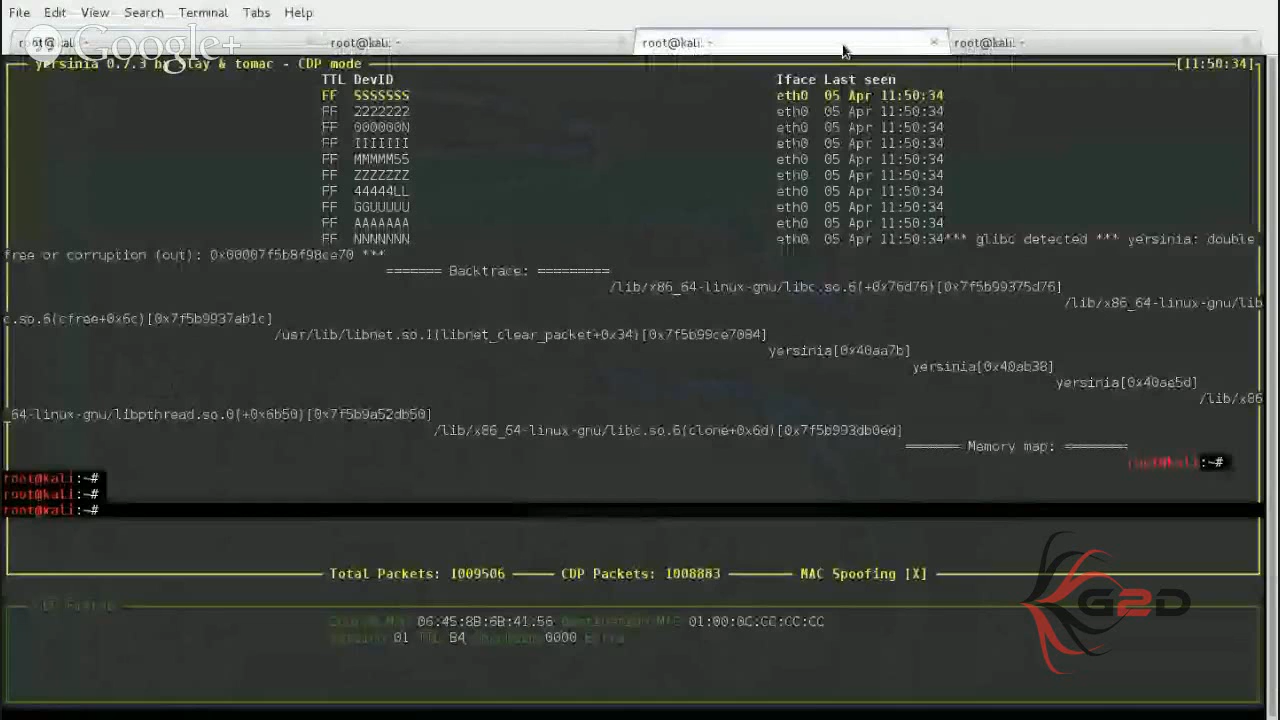 File Edit View Search Terminal Tabs Help
Google+
root@kali: ~ root@kali: ~ root@kali: ~
yersinia 0.7.3 by slay & tomac - CDP mode [11:50:34]
TTL DevID Iface Last seen
FF SSSSSSS eth0 05 Apr 11:50:34
FF 2222222 eth0 05 Apr 11:50:34
FF 000000N eth0 05 Apr 11:50:34
FF IIIIIII eth0 05 Apr 11:50:34
FF MMMMM55 eth0 05 Apr 11:50:34
FF ZZZZZZZ eth0 05 Apr 11:50:34
FF 44444LL eth0 05 Apr 11:50:34
FF GGUUUUU eth0 05 Apr 11:50:34
FF AAAAAAA eth0 05 Apr 11:50:34
FF NNNNNNN eth0 05 Apr 11:50:34*** glibc detected *** yersinia: double
free or corruption (out): 0x00007f5b8f98ce70 ***
======= Backtrace: =========
/lib/x86_64-linux-gnu/libc.so.6(+0x76d76)[0x7f5b99375d76]
/lib/x86_64-linux-gnu/lib
c.so.6(cfree+0x6c)[0x7f5b9937ab1c]
/usr/lib/libnet.so.1(libnet_clear_packet+0x34)[0x7f5b99ce7084]
yersinia[0x40aa7b]
yersinia[0x40ab38]
yersinia[0x40ae5d]
/lib/x86
_64-linux-gnu/libpthread.so.0(+0x6b50)[0x7f5b9a52db50]
/lib/x86_64-linux-gnu/libc.so.6(clone+0x6d)[0x7f5b993db0ed]
======= Memory map: ========
root@kali:~#
root@kali:~#
root@kali:~#
root@kali:~#
Total Packets: 1009506 CDP Packets: 1008883 MAC Spoofing [X]
G2D
06:45:8B:6B:41:56 Destination MAC 01:00:0C:CC:CC:CC
01 TTL B4 0000 Extra